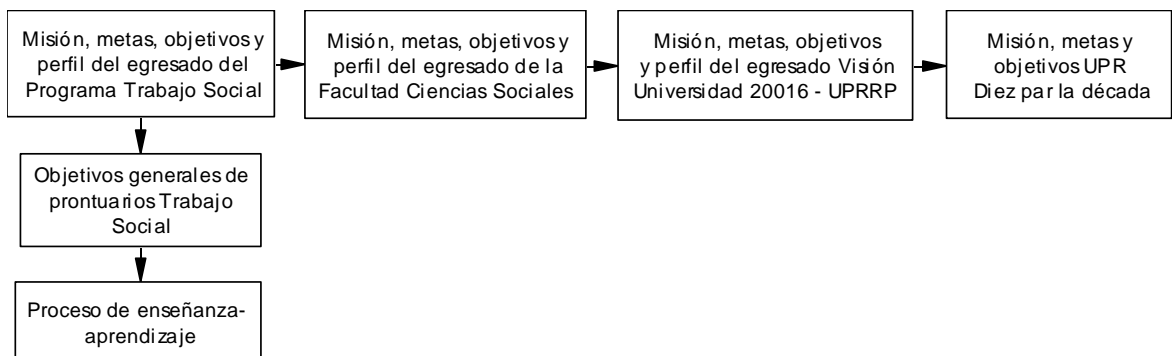 Misión, metas, objetivos y
perfil del egresado del
Programa Trabajo Social
Misión, metas, objetivos y
perfil del egresado de la
Facultad Ciencias Sociales
Misión, metas, objetivos
y perfil del egresado Visión
Universidad 20016 - UPRRP
Misión, metas y
objetivos UPR
Diez par la década
Objetivos generales de
prontuarios Trabajo
Social
Proceso de enseñanza-
aprendizaje